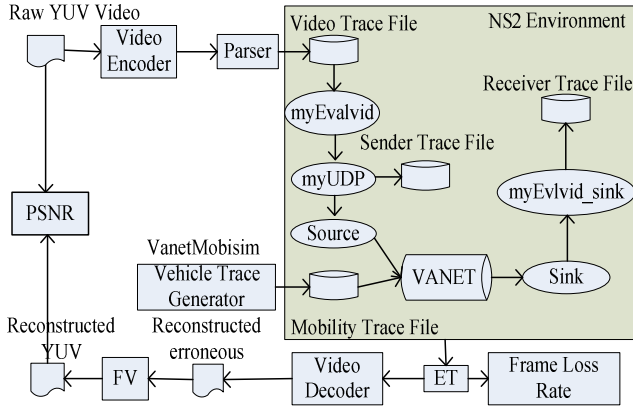 Raw YUV Video
Video
Encoder
Parser
Video Trace File
NS2 Environment
myEvalvid
Receiver Trace File
Sender Trace File
myUDP
myEvlvid_sink
PSNR
Source
VanetMobisim
Vehicle Trace
Generator
VANET
Sink
Mobility Trace File
Reconstructed
YUV
Reconstructed
erroneous
FV
Video
Decoder
ET
Frame Loss
Rate